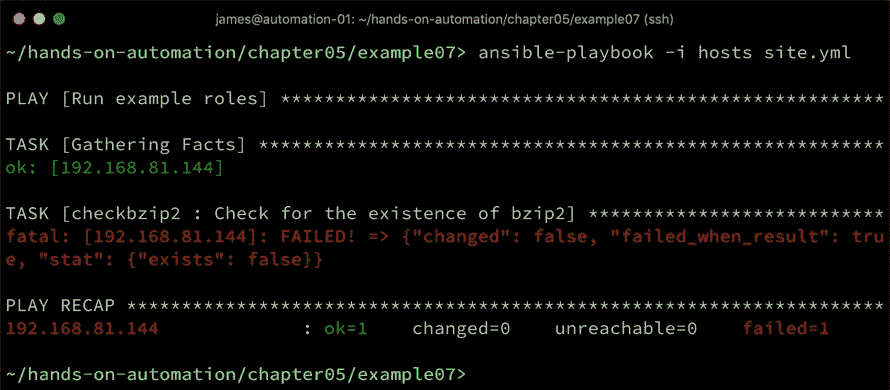 james@automation-01: ~/hands-on-automation/chapter05/example07 (ssh)
~/hands-on-automation/chapter05/example07> ansible-playbook -i hosts site.yml
PLAY [Run example roles] *******************************************************
TASK [Gathering Facts] *********************************************************
ok: [192.168.81.144]
TASK [checkbzip2 : Check for the existence of bzip2] ***************************
fatal: [192.168.81.144]: FAILED! => {"changed": false, "failed_when_result": tru
e, "stat": {"exists": false}}
PLAY RECAP *********************************************************************
192.168.81.144             : ok=1    changed=0    unreachable=0    failed=1
~/hands-on-automation/chapter05/example07>